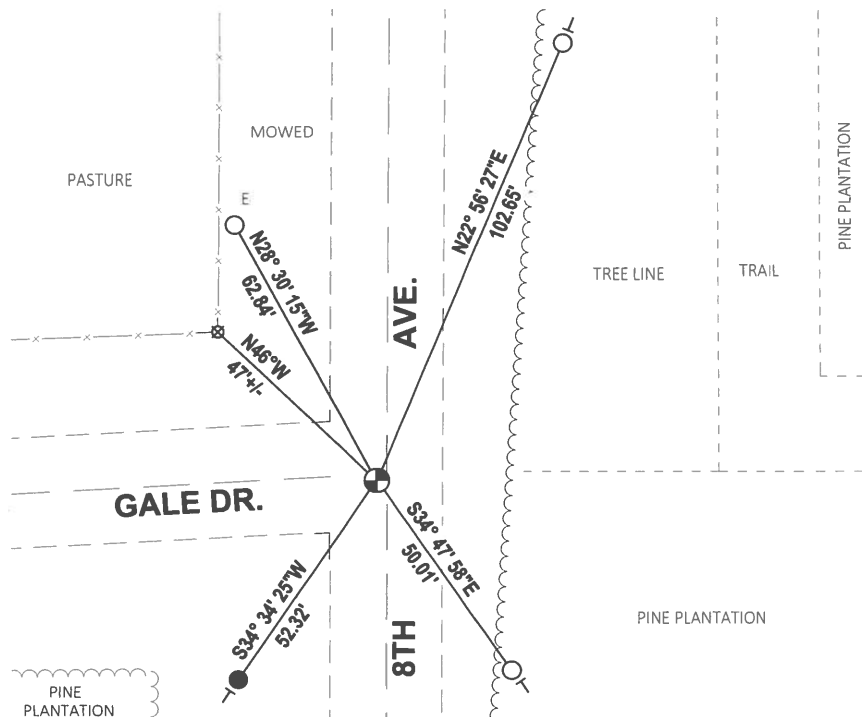 MOWED
PASTURE
E
N28° 30' 15"W
62.84'
N46°W
47'+/-
N22° 56' 27"E
102.65'
AVE.
TREE LINE
TRAIL
PINE PLANTATION
GALE DR.
S34° 34' 25"W
52.32'
S34° 47' 58"E
50.01'
8TH
PINE PLANTATION
PINE
PLANTATION